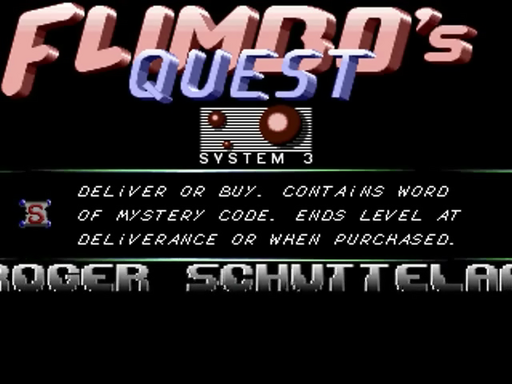 FLIMBO's
QUEST
SYSTEM 3
DELIVER OR BUY. CONTAINS WORD
S
OF MYSTERY CODE. ENDS LEVEL AT
DELIVERANCE OR WHEN PURCHASED.
ROGER SCHUTTELAA